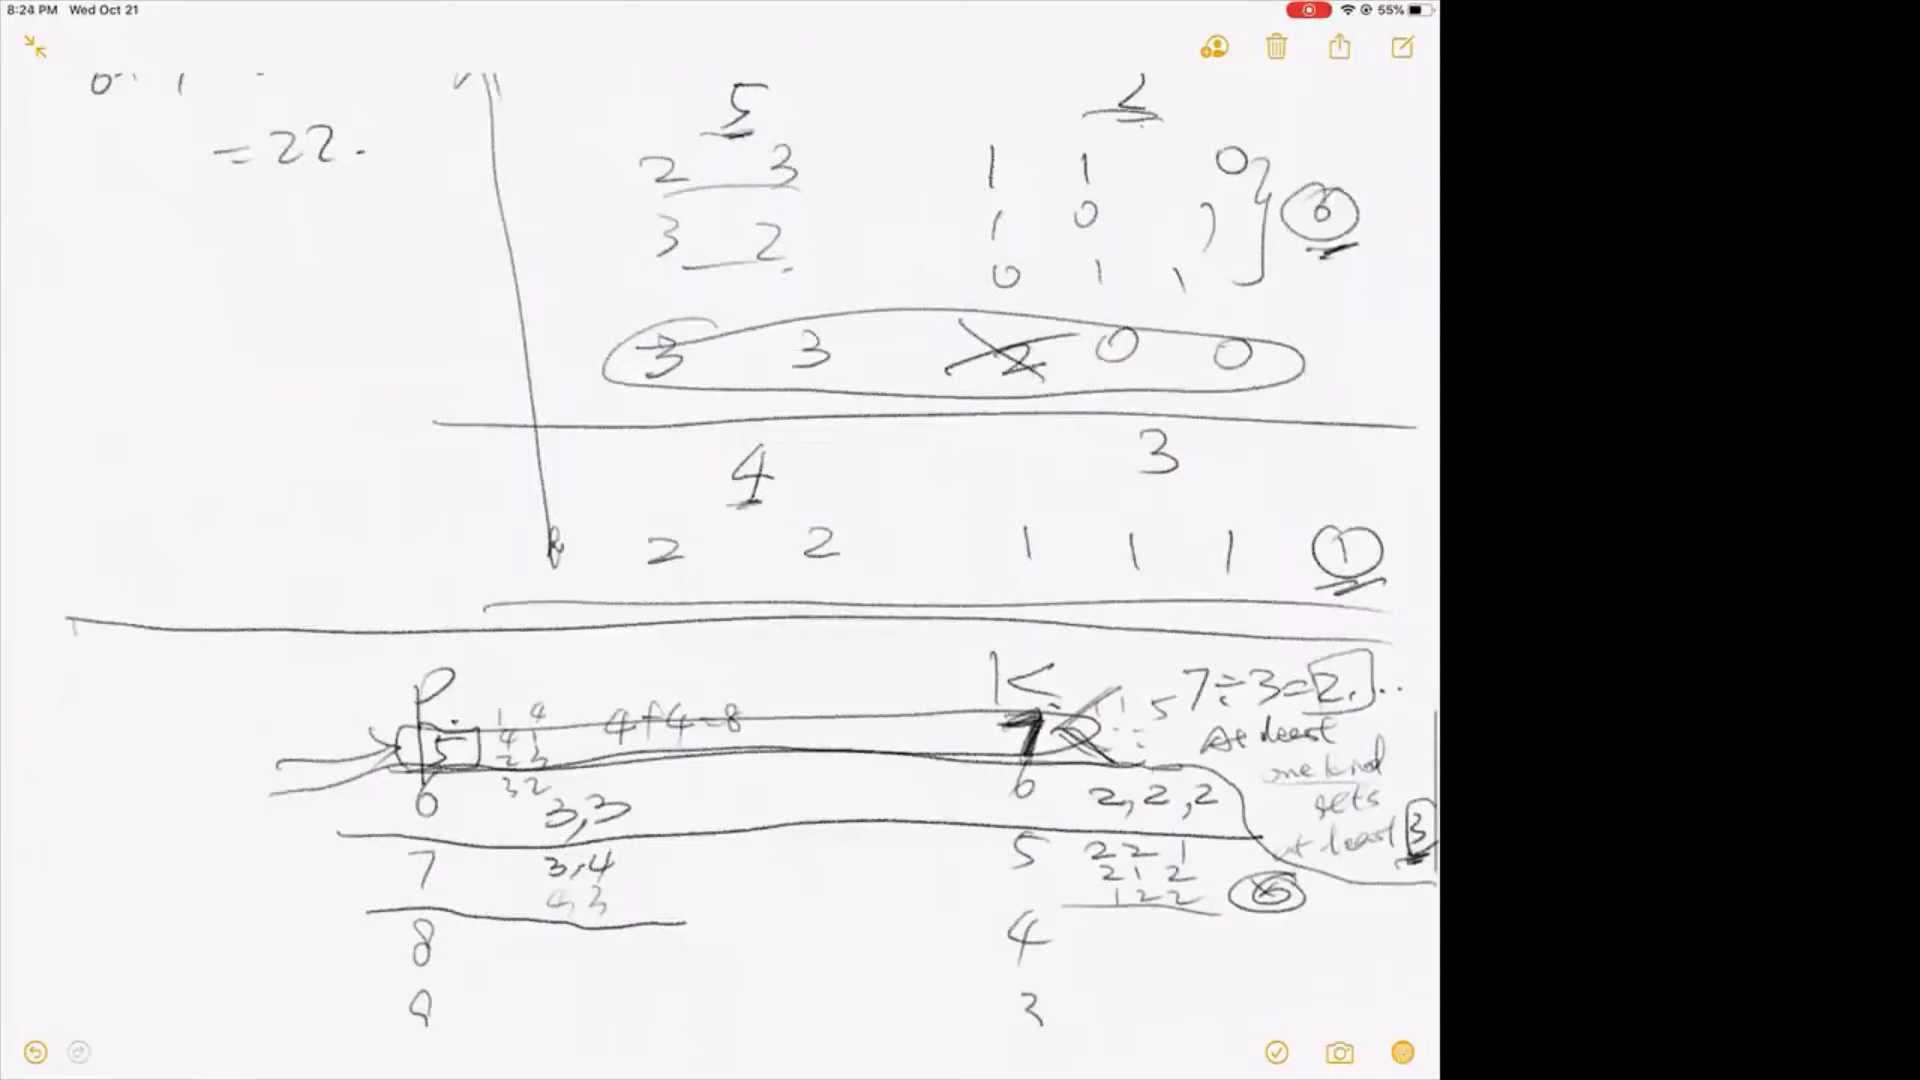 8:24 PM Wed Oct 21
55%
= 22.
5 2
2 3 1 1 0
3 2 1 0 1
0 1 1
6
3 3 2 0 0
4 3
2 2 1 1 1 1
P K 7÷3=2...
5 1 4 4+4=8 7 5
4 1
2 3
3 2
At least
one kind
gets
at least 3
6 3,3 6 2,2,2
7 3,4 5 2 2 1
4,3 2 1 2
1 2 2
8 4
9 3